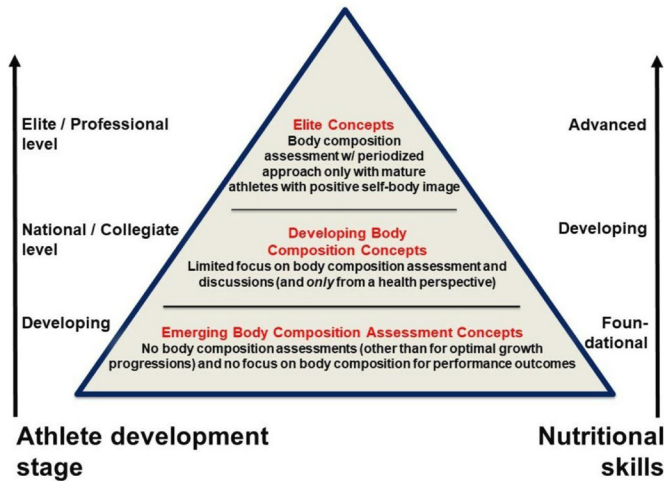 Elite / Professional
level
National / Collegiate
level
Developing
Athlete development
stage
Elite Concepts
Body composition
assessment w/ periodized
approach only with mature
athletes with positive self-body image
Developing Body
Composition Concepts
Limited focus on body composition assessment and
discussions (and only from a health perspective)
Emerging Body Composition Assessment Concepts
No body composition assessments (other than for optimal growth
progressions) and no focus on body composition for performance outcomes
Advanced
Developing
Foun-
dational
Nutritional
skills